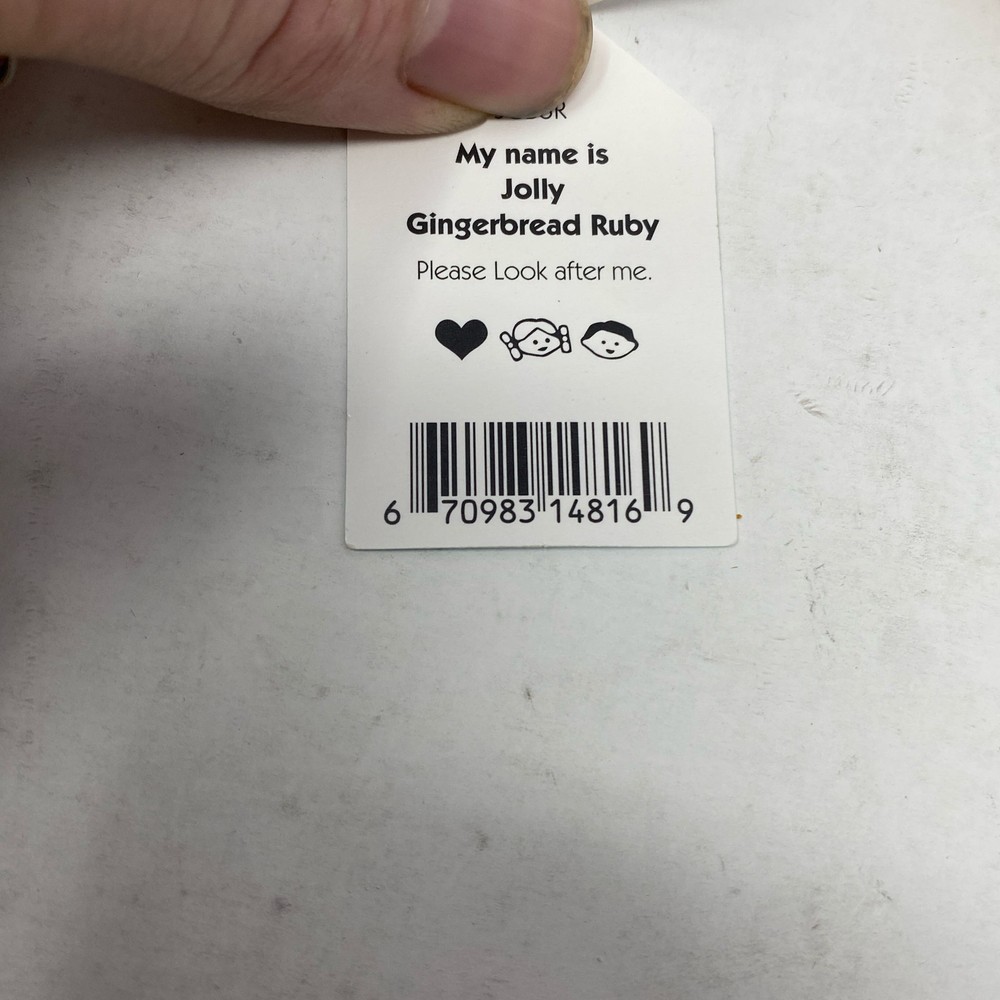 My name is
Jolly
Gingerbread Ruby
Please Look after me.
6 70983 14816 9